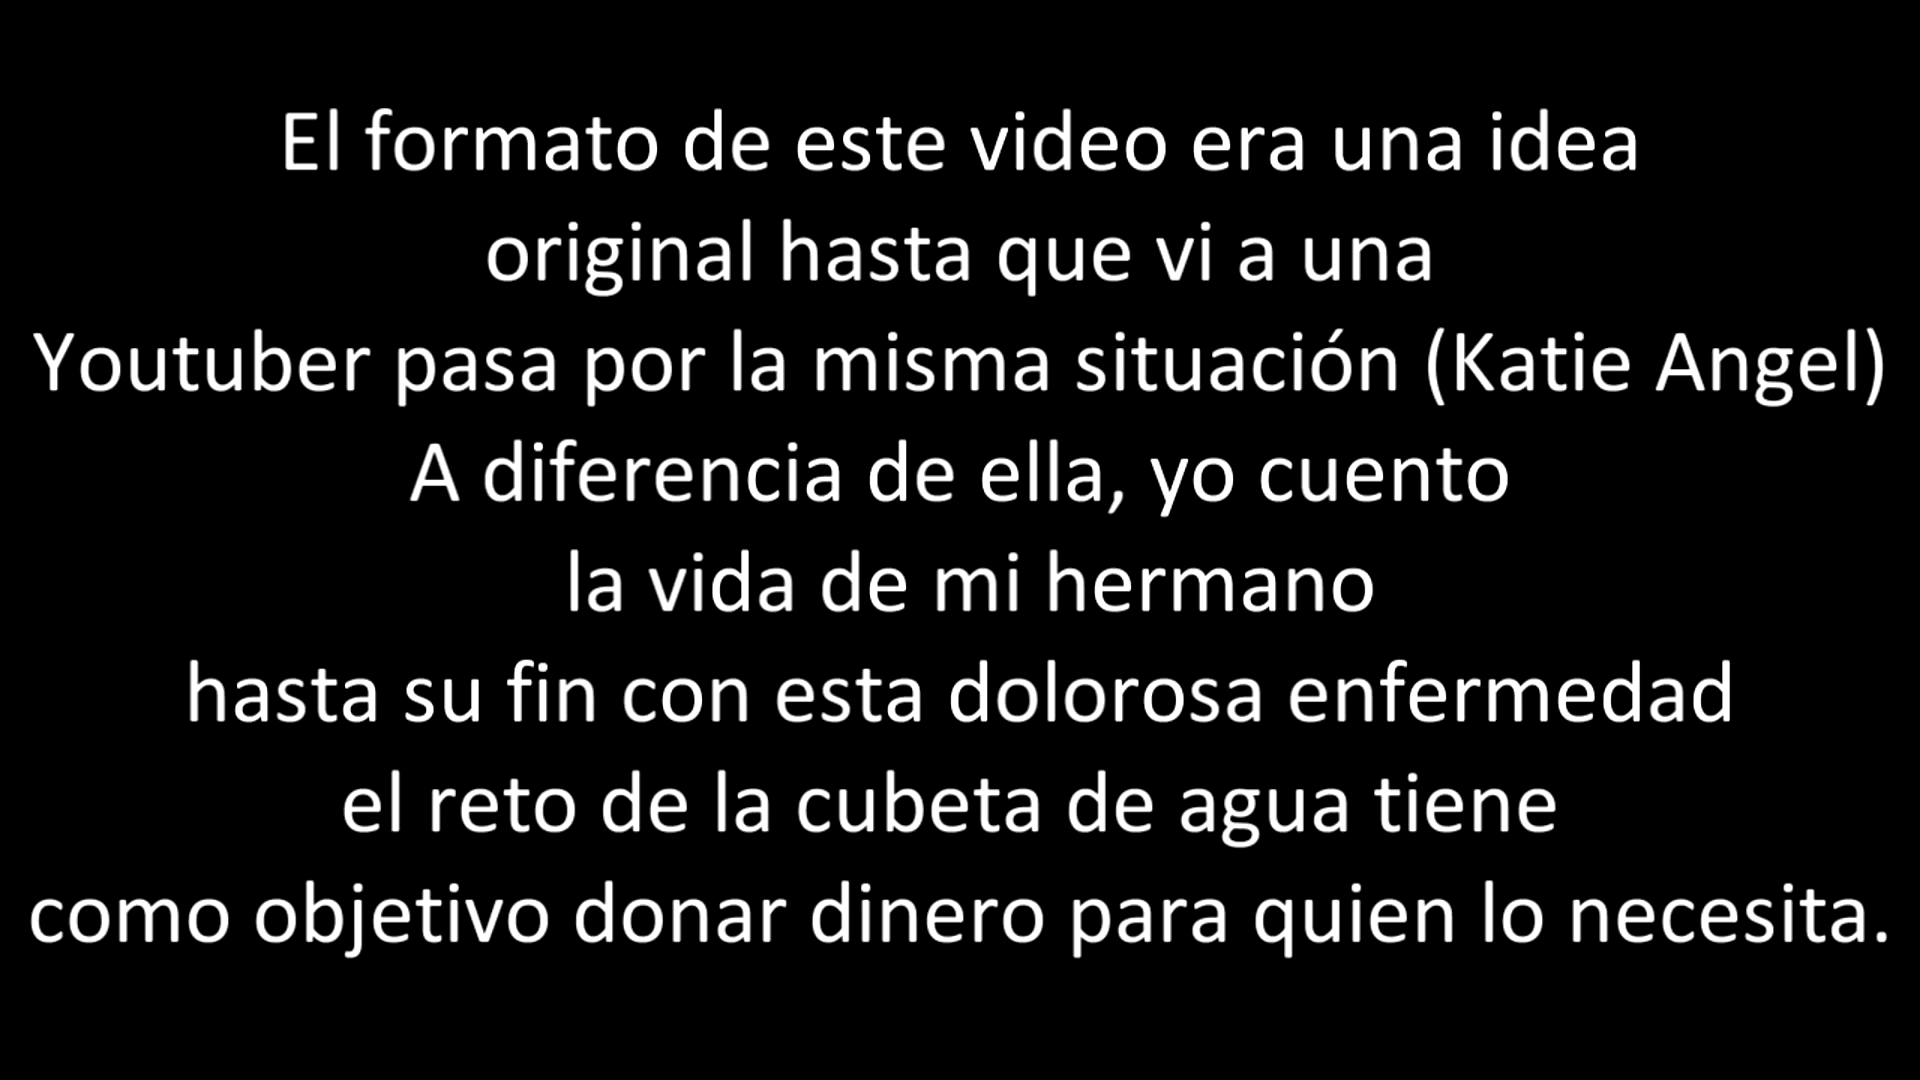 El formato de este video era una idea
original hasta que vi a una
Youtuber pasa por la misma situación (Katie Angel)
A diferencia de ella, yo cuento
la vida de mi hermano
hasta su fin con esta dolorosa enfermedad
el reto de la cubeta de agua tiene
como objetivo donar dinero para quien lo necesita.